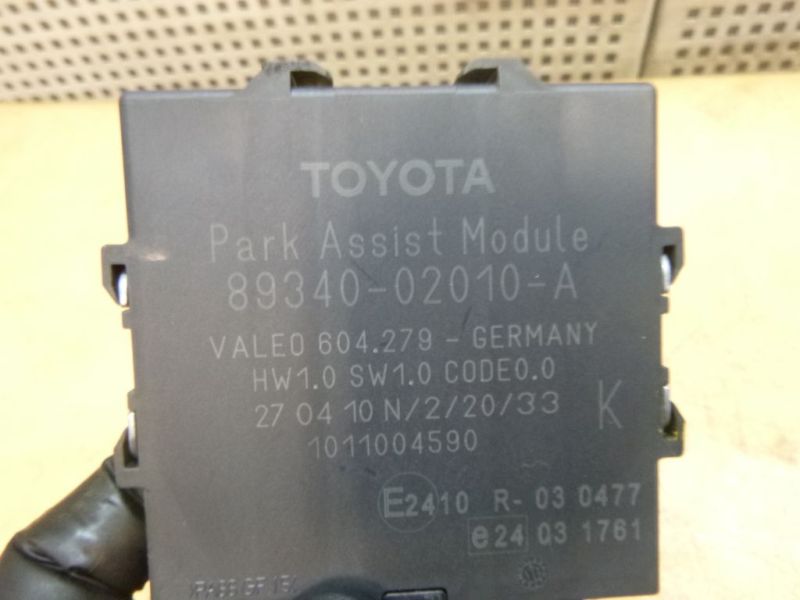 TOYOTA
Park Assist Module
89340-02010-A
VALEO 604.279 - GERMANY
HW1.0 SW1.0 CODE0.0
27 04 10 N/2/20/33 K
1011004590
E2410 R- 03 0477
e24 03 1761